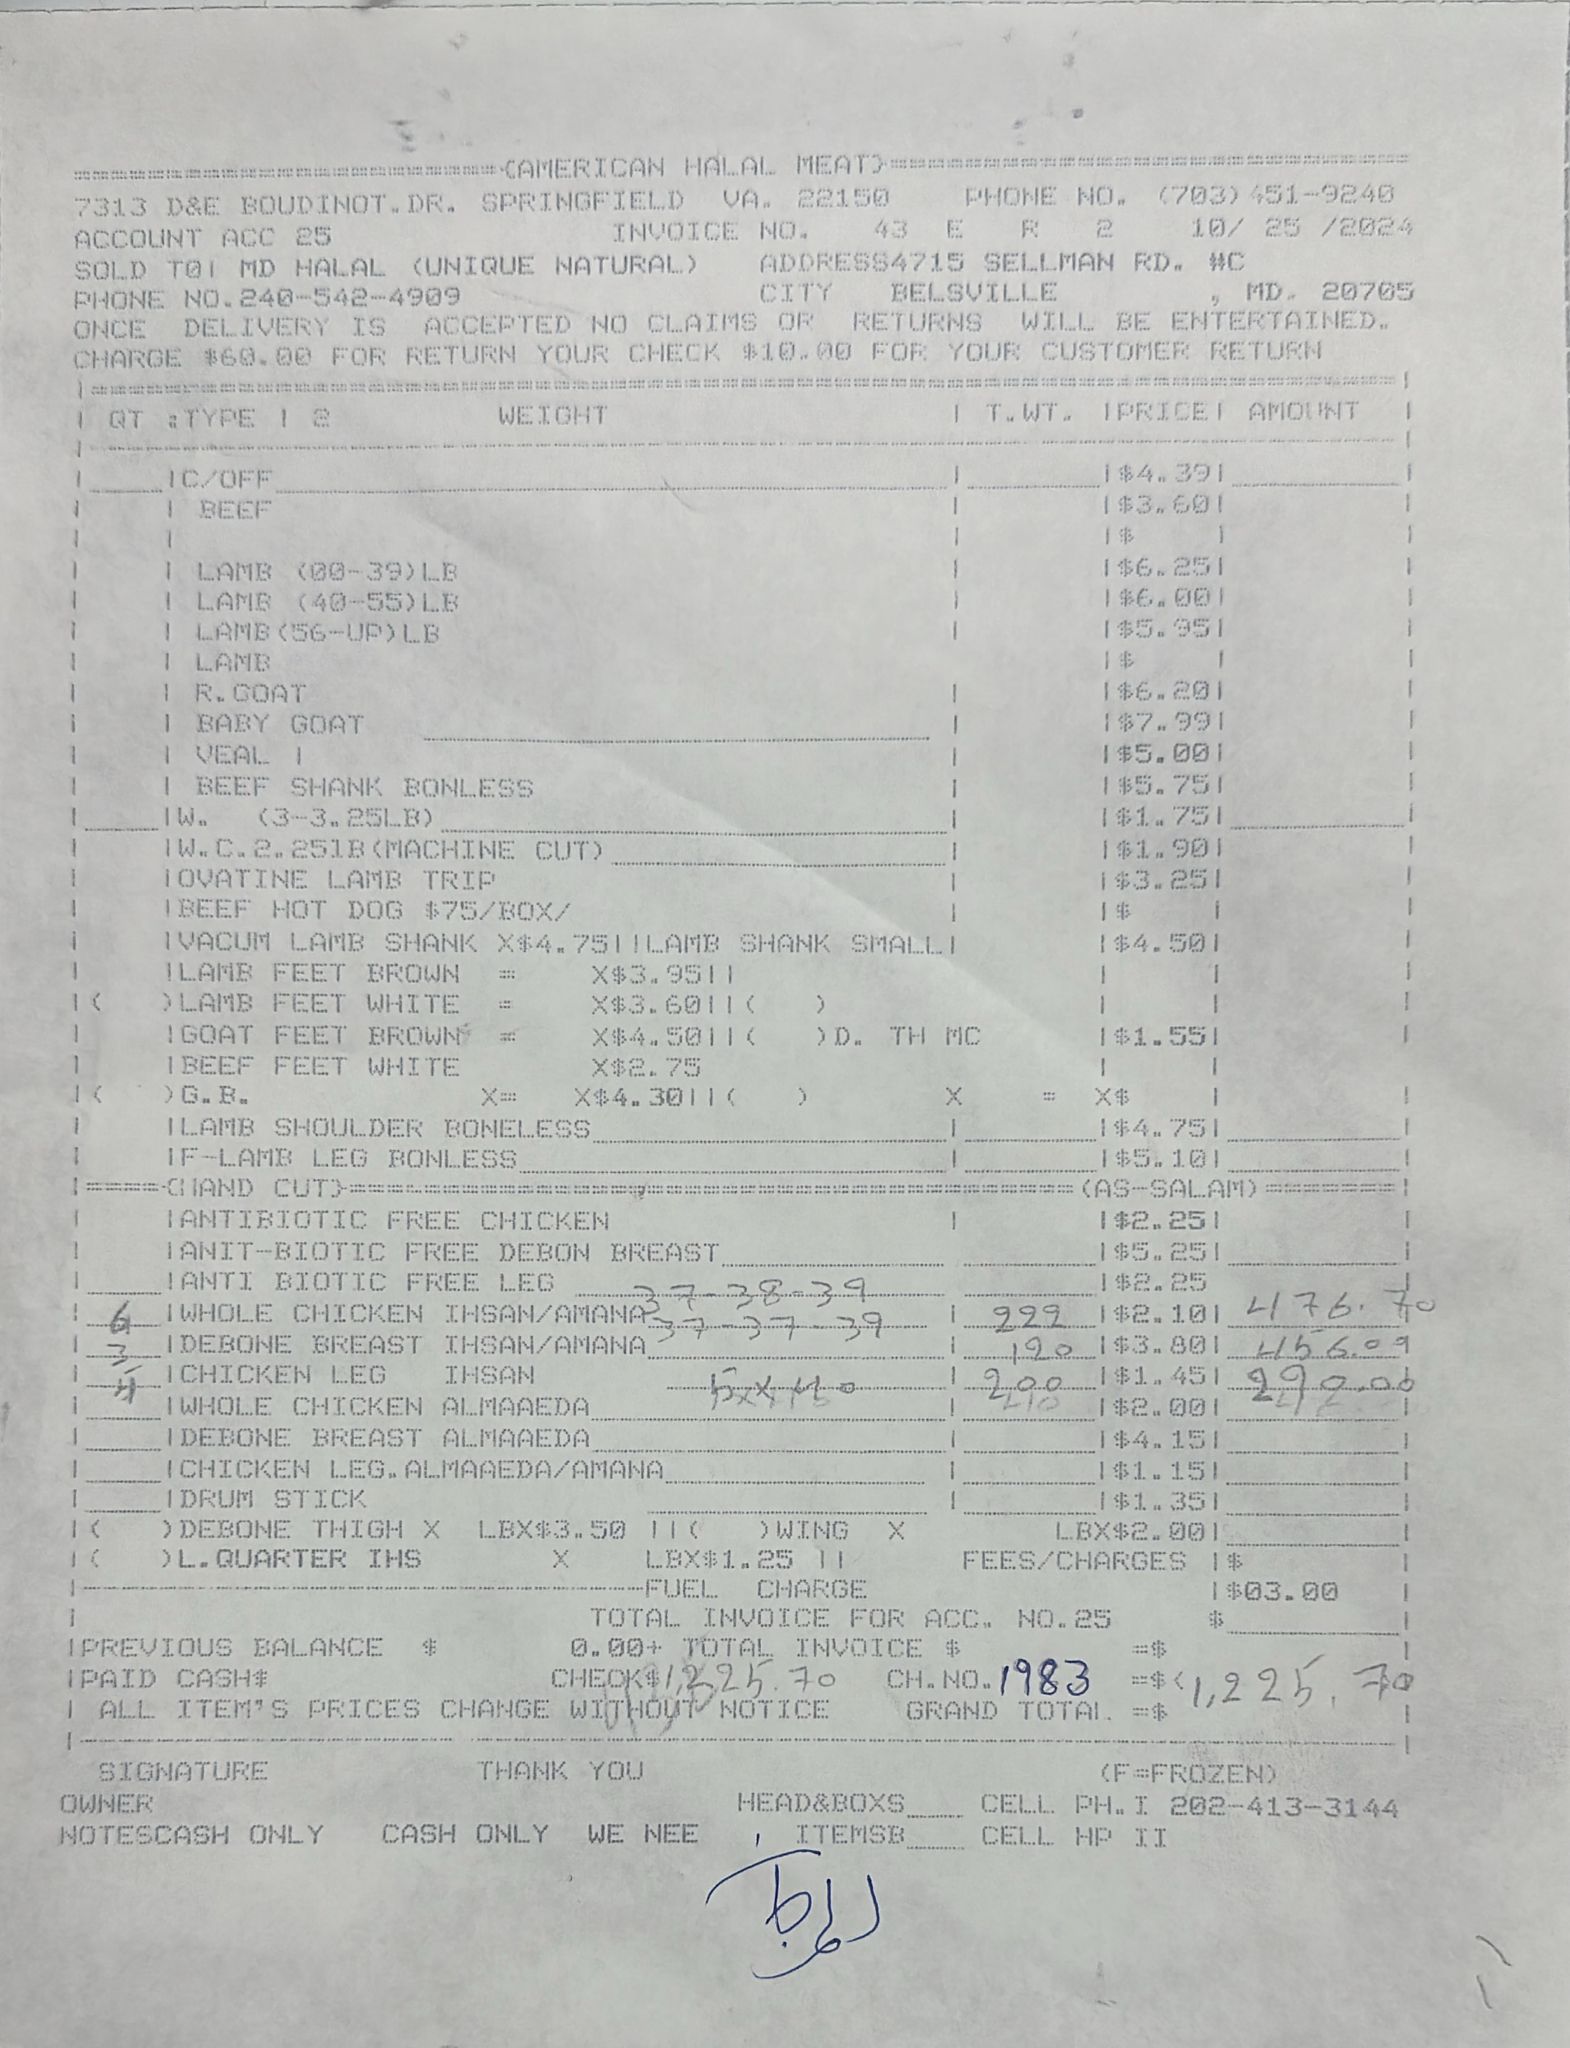 {AMERICAN HALAL MEAT}
7313 D&E BOUDINOT.DR. SPRINGFIELD VA. 22150 PHONE NO. (703)451-9240
ACCOUNT ACC 25 INVOICE NO. 43 E R 2 10/ 25 /2024
SOLD TO| MD HALAL (UNIQUE NATURAL) ADDRESS4715 SELLMAN RD. #C
PHONE NO.240-542-4909 CITY BELSVILLE , MD. 20705
ONCE DELIVERY IS ACCEPTED NO CLAIMS OR RETURNS WILL BE ENTERTAINED.
CHARGE $60.00 FOR RETURN YOUR CHECK $10.00 FOR YOUR CUSTOMER RETURN
| QT :TYPE | 2 WEIGHT | T.WT. |PRICE| AMOUNT
|C/OFF | |$4.39|
| BEEF | |$3.60|
| | |$ |
| LAMB (00-39)LB | |$6.25|
| LAMB (40-55)LB | |$6.00|
| LAMB(56-UP)LB | |$5.95|
| LAMB |$ |
| R.GOAT | |$6.20|
| BABY GOAT | |$7.99|
| VEAL | | |$5.00|
| BEEF SHANK BONLESS |$5.75|
|W. (3-3.25LB) | |$1.75|
|W.C.2.251B(MACHINE CUT) | |$1.90|
|OVATINE LAMB TRIP | |$3.25|
|BEEF HOT DOG $75/BOX/ | |$ |
|VACUM LAMB SHANK X$4.75||LAMB SHANK SMALL| |$4.50|
|LAMB FEET BROWN = X$3.95|| | |
|( )LAMB FEET WHITE = X$3.60||( ) | |
|GOAT FEET BROWN = X$4.50||( )D. TH MC |$1.55|
|BEEF FEET WHITE X$2.75 | |
|( )G.B. X= X$4.30||( ) X = X$ |
|LAMB SHOULDER BONELESS | |$4.75|
|F-LAMB LEG BONLESS | |$5.10|
|====={HAND CUT}====(AS-SALAM)=======|
|ANTIBIOTIC FREE CHICKEN | |$2.25|
|ANIT-BIOTIC FREE DEBON BREAST |$5.25|
|ANTI BIOTIC FREE LEG 37-38-39 |$2.25
6 |WHOLE CHICKEN IHSAN/AMANA 37-37-39 222 |$2.10| 476.70
3 |DEBONE BREAST IHSAN/AMANA 120 |$3.80| 456.00
|CHICKEN LEG IHSAN 5x40 200 |$1.45| 290.00
|WHOLE CHICKEN ALMAAEDA |$2.00|
|DEBONE BREAST ALMAAEDA | |$4.15|
|CHICKEN LEG.ALMAAEDA/AMANA | |$1.15|
|DRUM STICK | |$1.35|
|( )DEBONE THIGH X LBX$3.50 ||( )WING X LBX$2.00|
|( )L.QUARTER IHS X LBX$1.25 || FEES/CHARGES |$
FUEL CHARGE |$03.00
TOTAL INVOICE FOR ACC. NO.25 $
|PREVIOUS BALANCE $ 0.00+ TOTAL INVOICE $ =$
|PAID CASH$ CHECK$ 1,225.70 CH.NO. 1983 =$< 1,225.70
| ALL ITEM'S PRICES CHANGE WITHOUT NOTICE GRAND TOTAL =$
SIGNATURE THANK YOU (F=FROZEN)
OWNER HEAD&BOXS CELL PH.I 202-413-3144
NOTESCASH ONLY CASH ONLY WE NEE ITEMSB CELL HP II